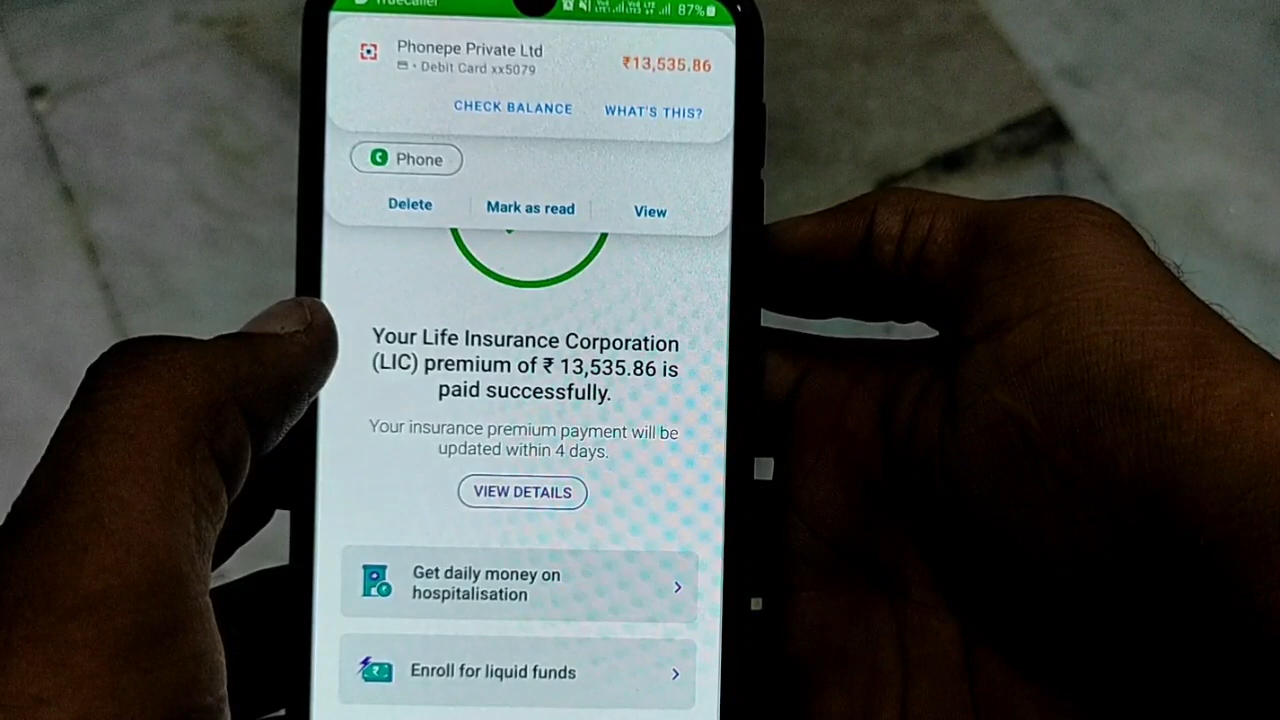 Truecaller
87%
Phonepe Private Ltd
₹13,535.86
• Debit Card xx5079
CHECK BALANCE
WHAT'S THIS?
Phone
Delete
Mark as read
View
Your Life Insurance Corporation
(LIC) premium of ₹ 13,535.86 is
paid successfully.
Your insurance premium payment will be
updated within 4 days.
VIEW DETAILS
Get daily money on
hospitalisation
Enroll for liquid funds